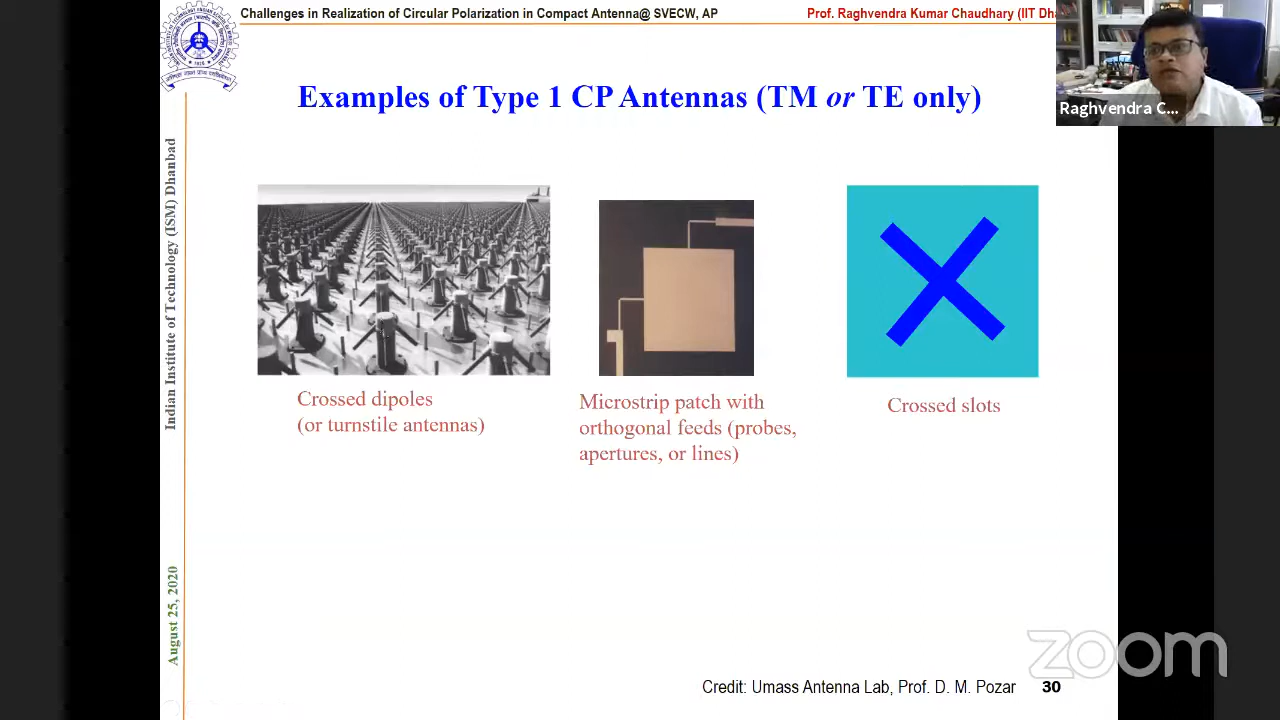 Challenges in Realization of Circular Polarization in Compact Antenna@ SVECW, AP
Prof. Raghvendra Kumar Chaudhary (IIT Dha
Raghvendra C...
Examples of Type 1 CP Antennas (TM or TE only)
Indian Institute of Technology (ISM) Dhanbad
August 25, 2020
Crossed dipoles
(or turnstile antennas)
Microstrip patch with
orthogonal feeds (probes,
apertures, or lines)
Crossed slots
zoom
Credit: Umass Antenna Lab, Prof. D. M. Pozar
30